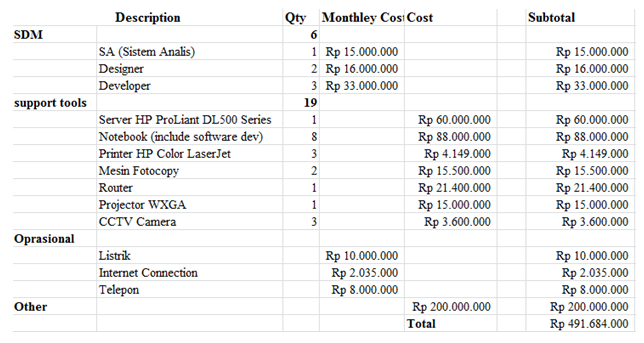 Description Qty Monthley Cost Cost Subtotal
SDM 6
SA (Sistem Analis) 1 Rp 15.000.000 Rp 15.000.000
Designer 2 Rp 16.000.000 Rp 16.000.000
Developer 3 Rp 33.000.000 Rp 33.000.000
support tools 19
Server HP ProLiant DL500 Series 1 Rp 60.000.000 Rp 60.000.000
Notebook (include software dev) 8 Rp 88.000.000 Rp 88.000.000
Printer HP Color LaserJet 3 Rp 4.149.000 Rp 4.149.000
Mesin Fotocopy 2 Rp 15.500.000 Rp 15.500.000
Router 1 Rp 21.400.000 Rp 21.400.000
Projector WXGA 1 Rp 15.000.000 Rp 15.000.000
CCTV Camera 3 Rp 3.600.000 Rp 3.600.000
Oprasional
Listrik Rp 10.000.000 Rp 10.000.000
Internet Connection Rp 2.035.000 Rp 2.035.000
Telepon Rp 8.000.000 Rp 8.000.000
Other Rp 200.000.000 Rp 200.000.000
Total Rp 491.684.000